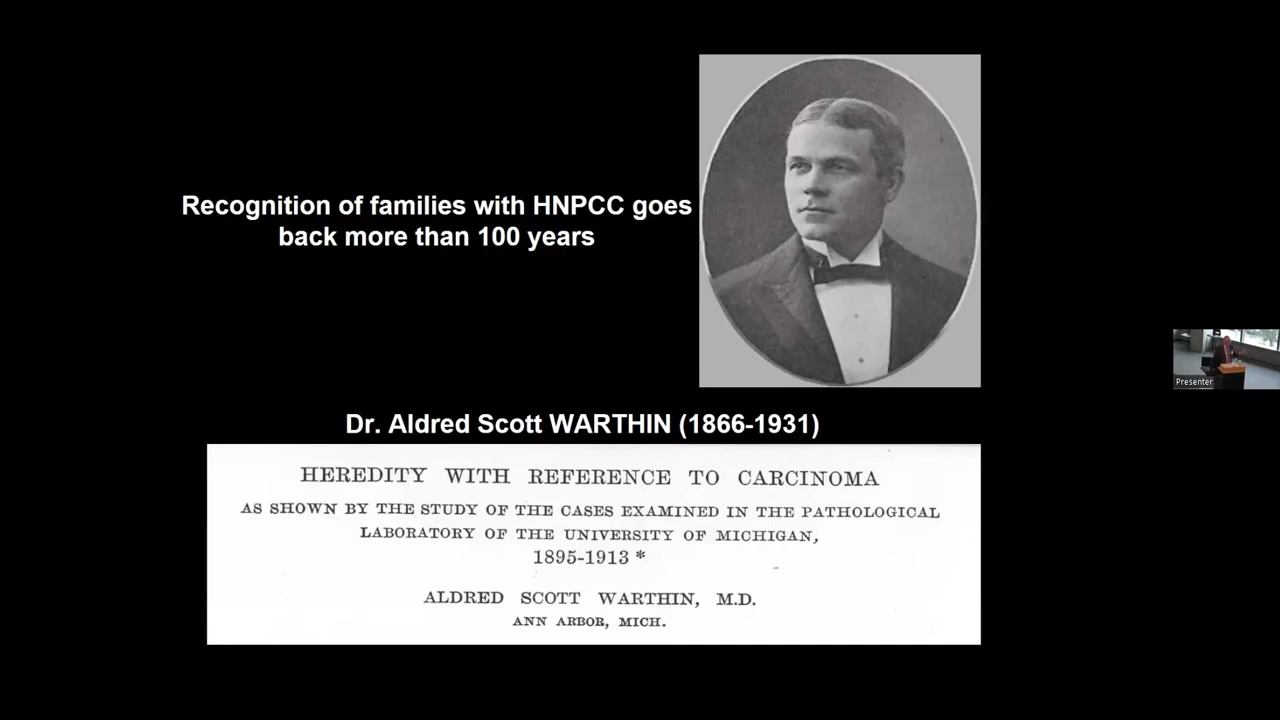 Recognition of families with HNPCC goes
back more than 100 years
Dr. Aldred Scott WARTHIN (1866-1931)
HEREDITY WITH REFERENCE TO CARCINOMA
AS SHOWN BY THE STUDY OF THE CASES EXAMINED IN THE PATHOLOGICAL
LABORATORY OF THE UNIVERSITY OF MICHIGAN,
1895-1913 *
ALDRED SCOTT WARTHIN, M.D.
ANN ARBOR, MICH.
Presenter